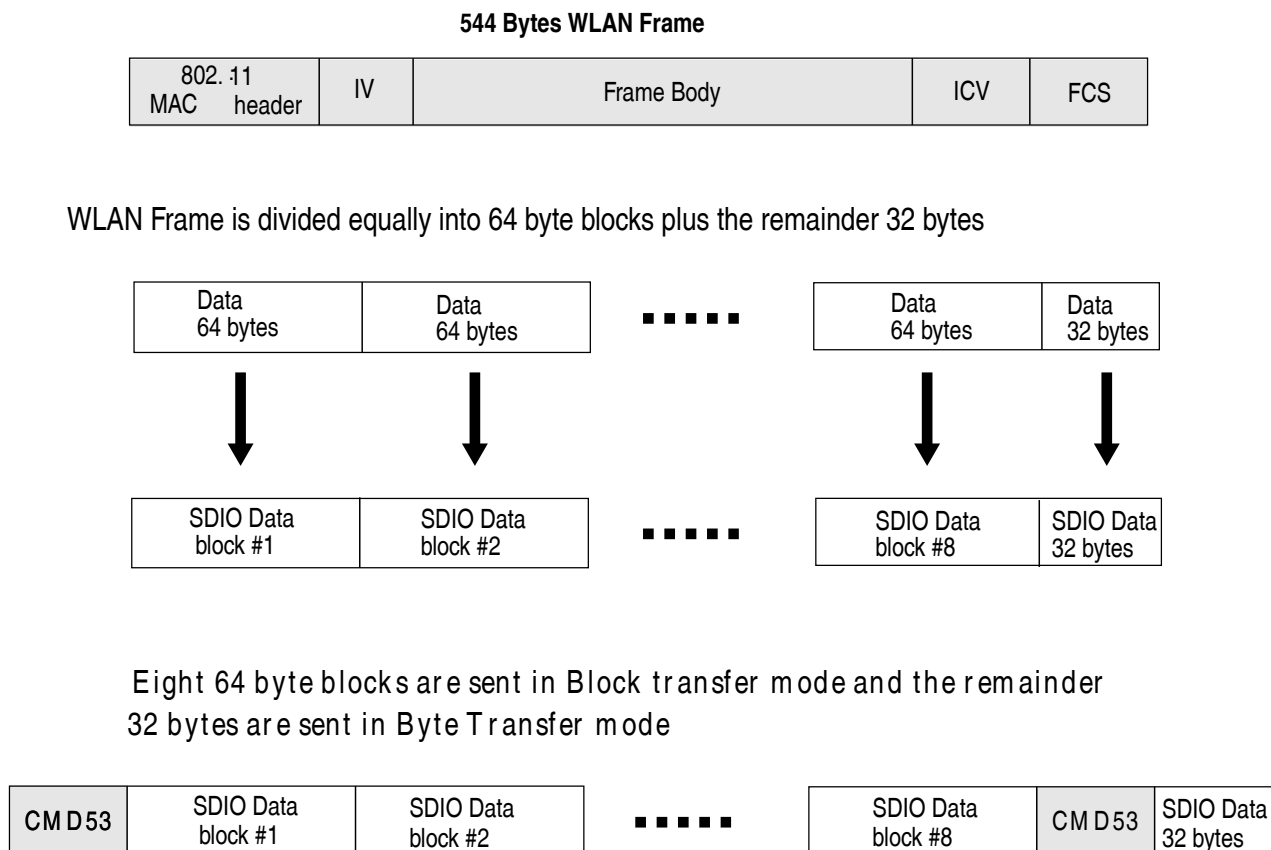 544 Bytes WLAN Frame
802.11
MAC header
IV
Frame Body
ICV
FCS
WLAN Frame is divided equally into 64 byte blocks plus the remainder 32 bytes
Data
64 bytes
Data
64 bytes
Data
64 bytes
Data
32 bytes
SDIO Data
block #1
SDIO Data
block #2
SDIO Data
block #8
SDIO Data
32 bytes
Eight 64 byte blocks are sent in Block transfer mode and the remainder
32 bytes are sent in Byte Transfer mode
CMD53
SDIO Data
block #1
SDIO Data
block #2
SDIO Data
block #8
CMD53
SDIO Data
32 bytes